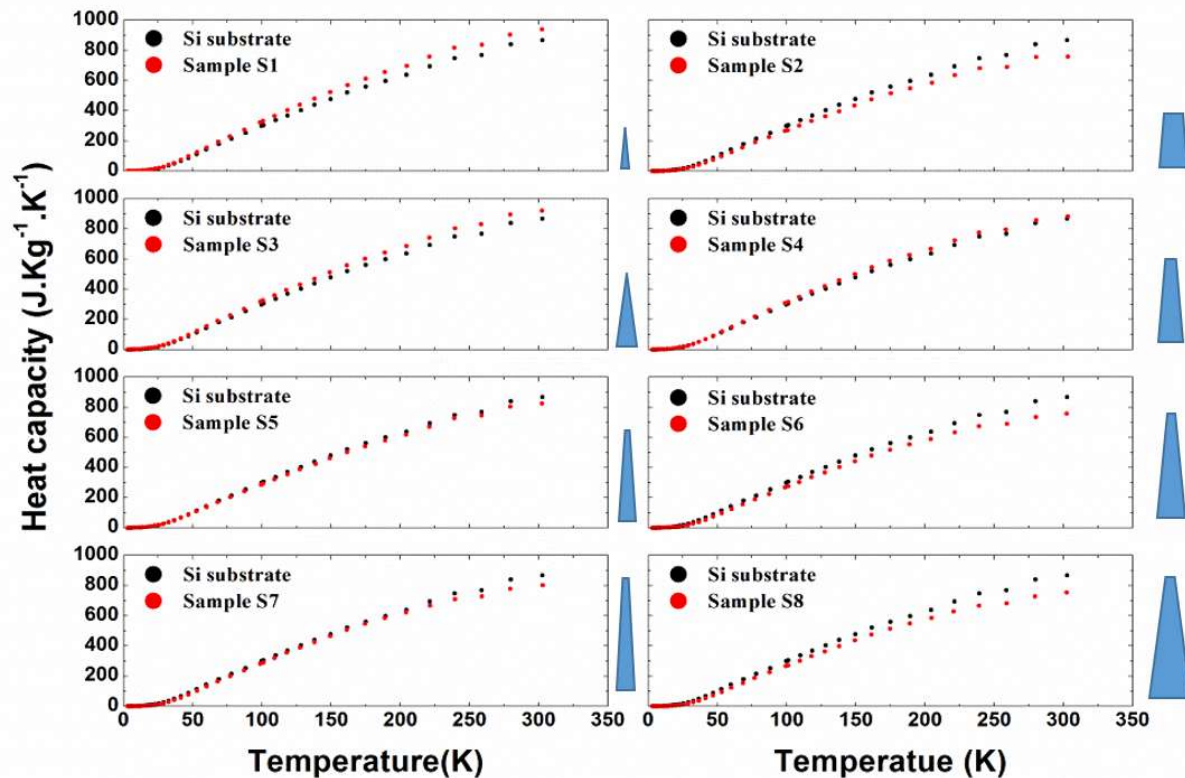 Heat capacity (J.Kg⁻¹.K⁻¹)
1000
800
600
400
200
0
Si substrate
Sample S1
Si substrate
Sample S2
1000
800
600
400
200
0
Si substrate
Sample S3
Si substrate
Sample S4
1000
800
600
400
200
0
Si substrate
Sample S5
Si substrate
Sample S6
1000
800
600
400
200
0
Si substrate
Sample S7
Si substrate
Sample S8
0 50 100 150 200 250 300 350 50 100 150 200 250 300 350
Temperature(K) Temperatue (K)